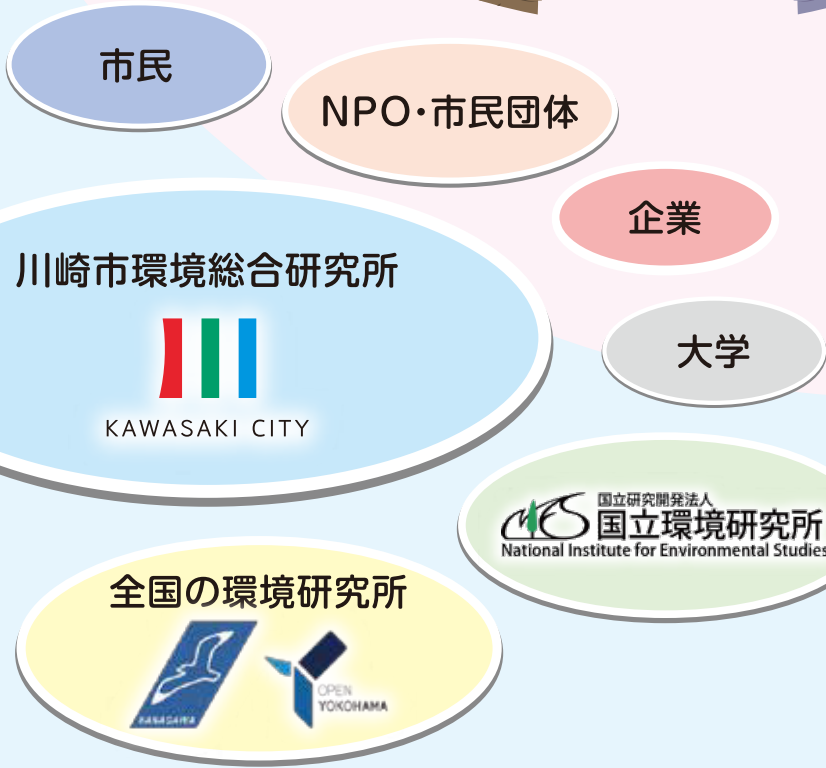 市民
NPO・市民団体
企業
川崎市環境総合研究所
KAWASAKI CITY
大学
国立研究開発法人
国立環境研究所
National Institute for Environmental Studies
全国の環境研究所
KANAGAWA
OPEN
YOKOHAMA